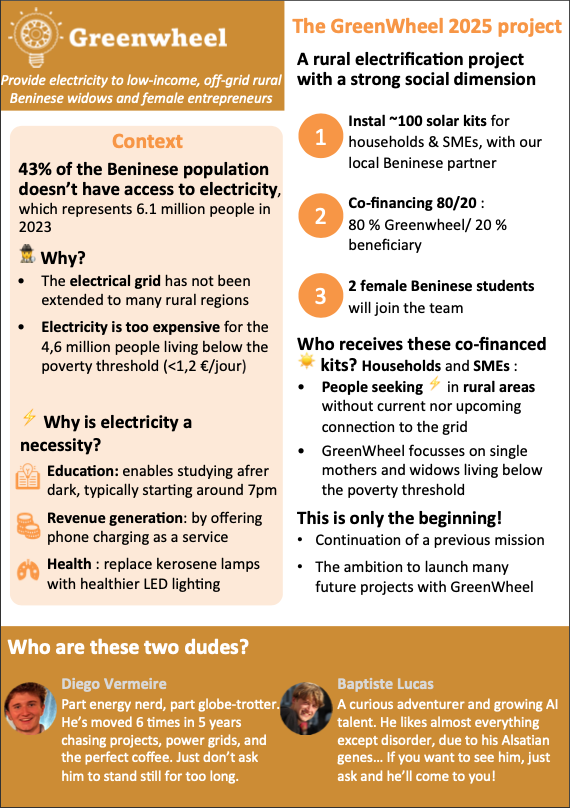 Greenwheel
Provide electricity to low-income, off-grid rural
Beninese widows and female entrepreneurs
Context
43% of the Beninese population
doesn't have access to electricity,
which represents 6.1 million people in
2023
Why?
• The electrical grid has not been
extended to many rural regions
• Electricity is too expensive for the
4,6 million people living below the
poverty threshold (<1,2 €/jour)
Why is electricity a
necessity?
Education: enables studying afrer
dark, typically starting around 7pm
Revenue generation: by offering
phone charging as a service
Health : replace kerosene lamps
with healthier LED lighting
The GreenWheel 2025 project
A rural electrification project
with a strong social dimension
1
Instal ~100 solar kits for
households & SMEs, with our
local Beninese partner
2
Co-financing 80/20 :
80 % Greenwheel/ 20 %
beneficiary
3
2 female Beninese students
will join the team
Who receives these co-financed
kits? Households and SMEs :
• People seeking ⚡ in rural areas
without current nor upcoming
connection to the grid
• GreenWheel focusses on single
mothers and widows living below
the poverty threshold
This is only the beginning!
• Continuation of a previous mission
• The ambition to launch many
future projects with GreenWheel
Who are these two dudes?
Diego Vermeire
Part energy nerd, part globe-trotter.
He's moved 6 times in 5 years
chasing projects, power grids, and
the perfect coffee. Just don't ask
him to stand still for too long.
Baptiste Lucas
A curious adventurer and growing AI
talent. He likes almost everything
except disorder, due to his Alsatian
genes... If you want to see him, just
ask and he'll come to you!